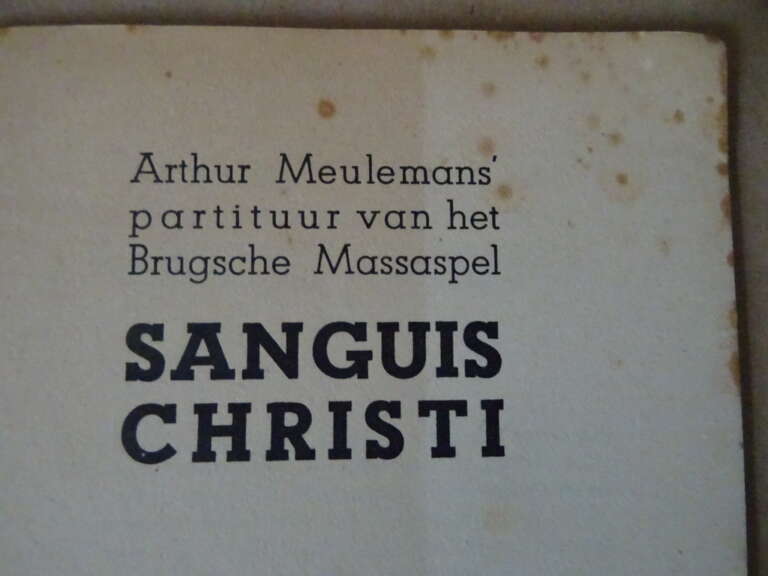 Arthur Meulemans'
partituur van het
Brugsche Massaspel
SANGUIS
CHRISTI